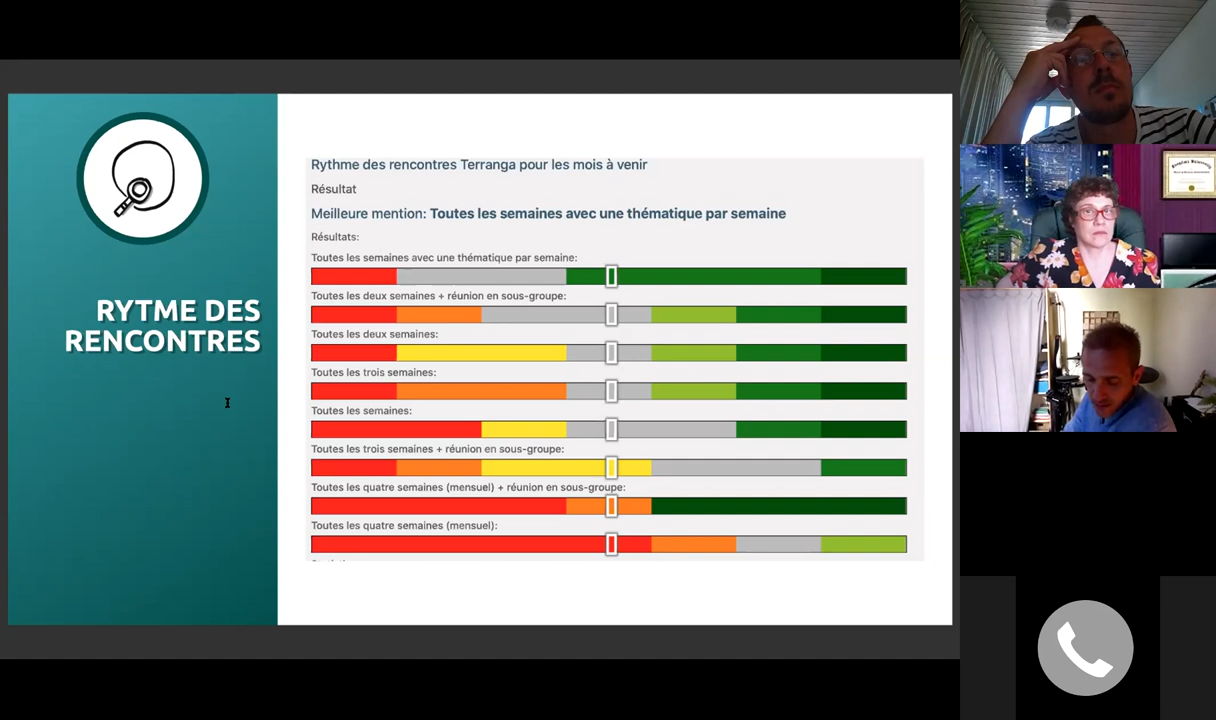 RYTME DES
RENCONTRES
Rythme des rencontres Terranga pour les mois à venir
Résultat
Meilleure mention: Toutes les semaines avec une thématique par semaine
Résultats:
Toutes les semaines avec une thématique par semaine:
Toutes les deux semaines + réunion en sous-groupe:
Toutes les deux semaines:
Toutes les trois semaines:
Toutes les semaines:
Toutes les trois semaines + réunion en sous-groupe:
Toutes les quatre semaines (mensuel) + réunion en sous-groupe:
Toutes les quatre semaines (mensuel):